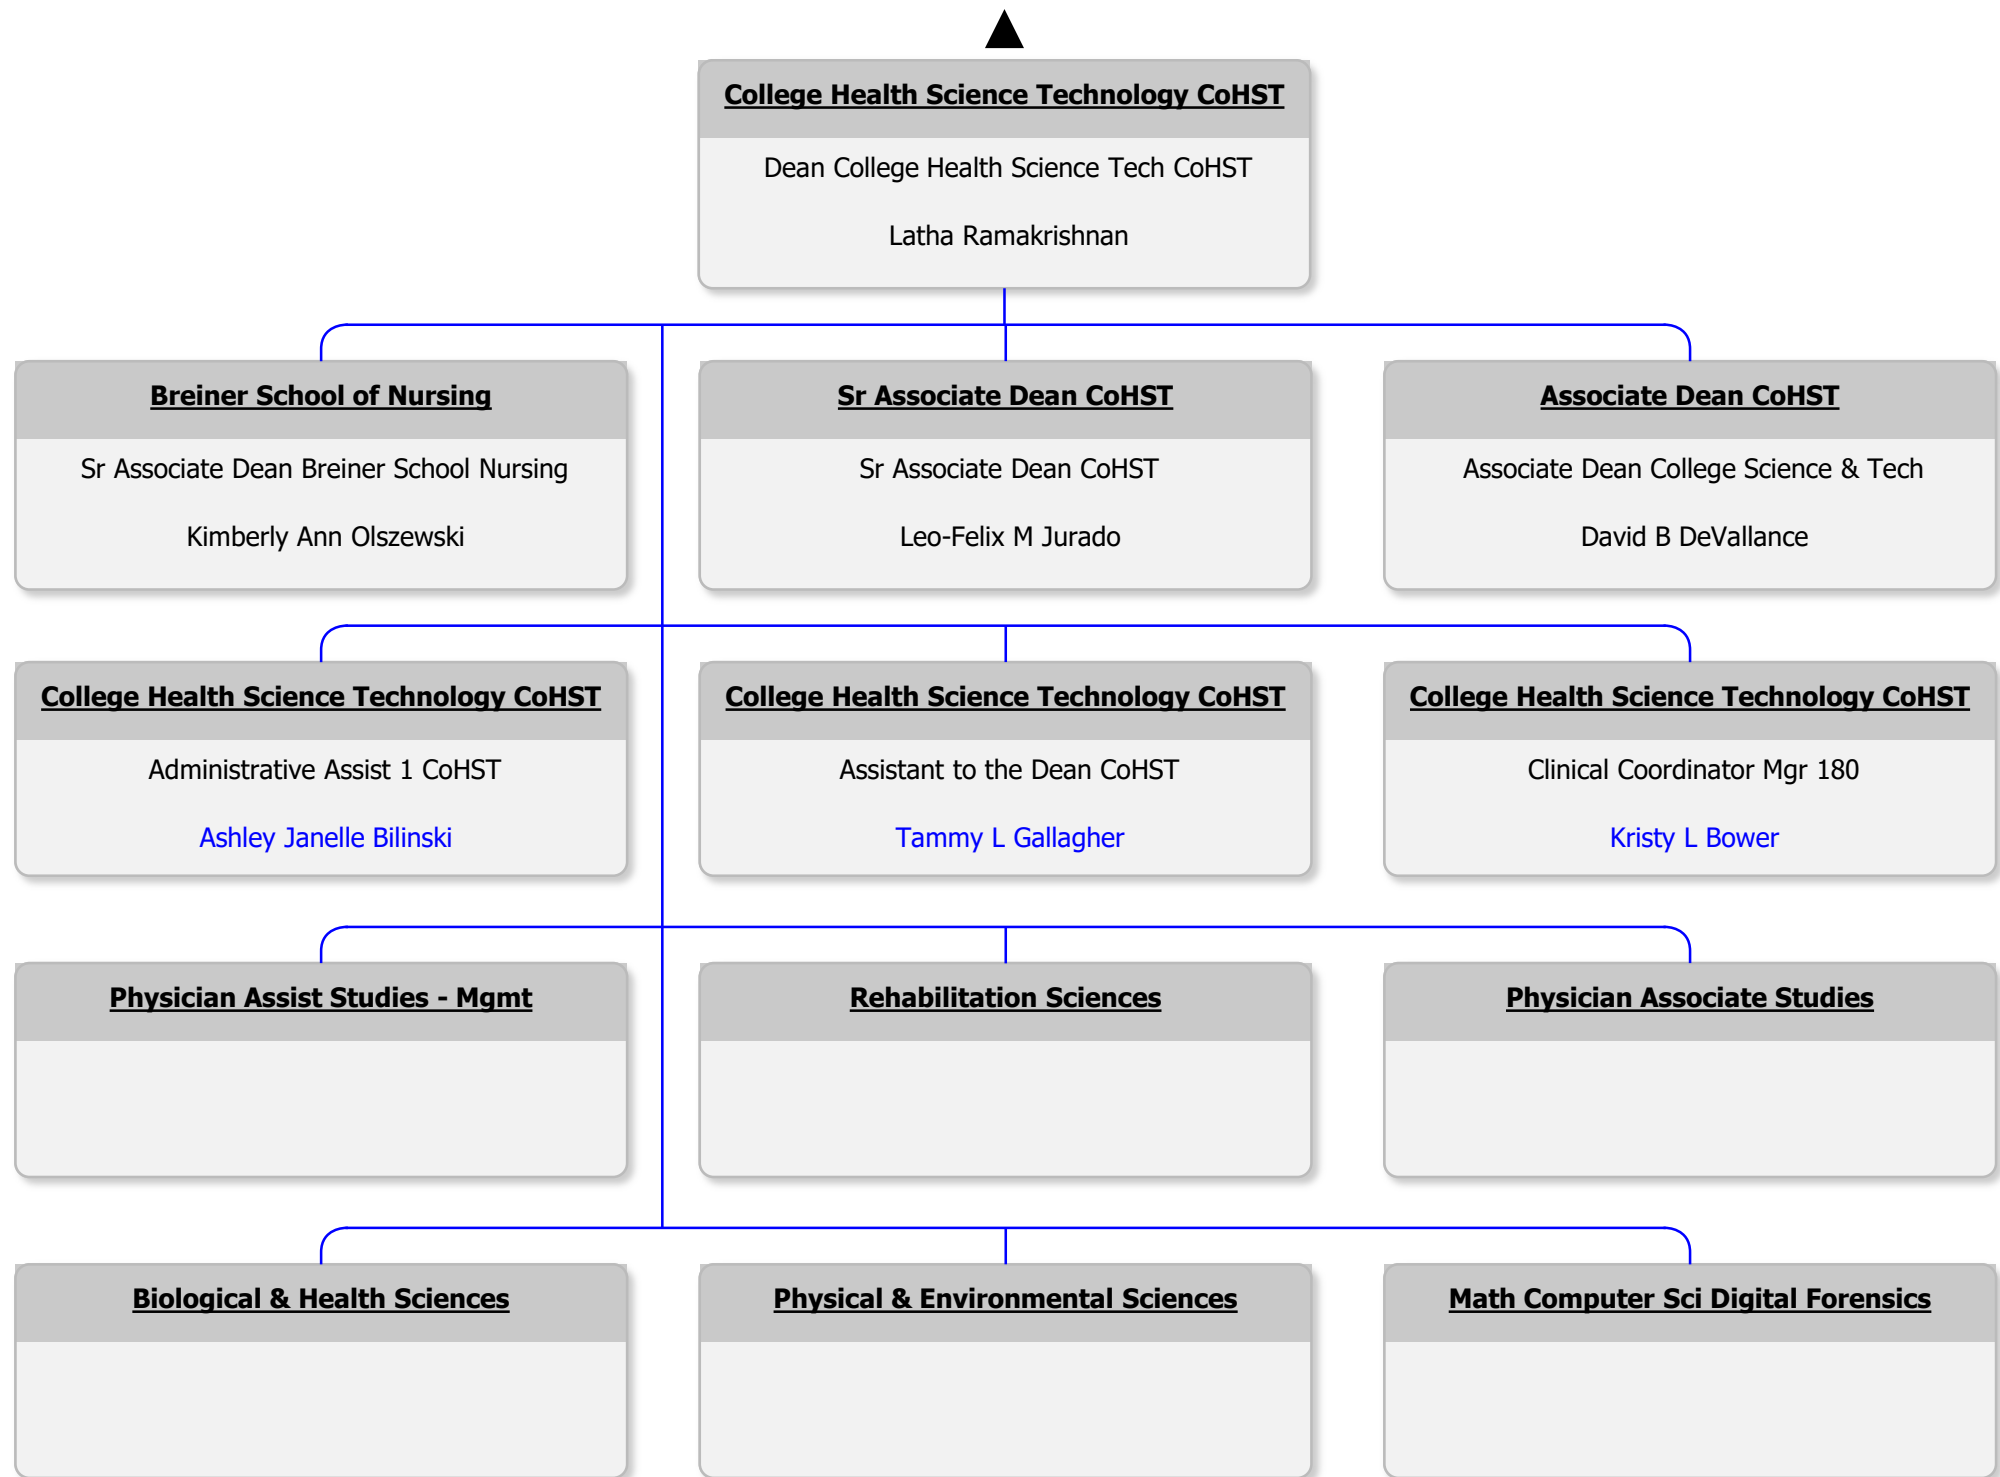 College Health Science Technology CoHST
Dean College Health Science Tech CoHST
Latha Ramakrishnan
Breiner School of Nursing
Sr Associate Dean Breiner School Nursing
Kimberly Ann Olszewski
Sr Associate Dean CoHST
Sr Associate Dean CoHST
Leo-Felix M Jurado
Associate Dean CoHST
Associate Dean College Science & Tech
David B DeVallance
College Health Science Technology CoHST
Administrative Assist 1 CoHST
Ashley Janelle Bilinski
College Health Science Technology CoHST
Assistant to the Dean CoHST
Tammy L Gallagher
College Health Science Technology CoHST
Clinical Coordinator Mgr 180
Kristy L Bower
Physician Assist Studies - Mgmt
Rehabilitation Sciences
Physician Associate Studies
Biological & Health Sciences
Physical & Environmental Sciences
Math Computer Sci Digital Forensics